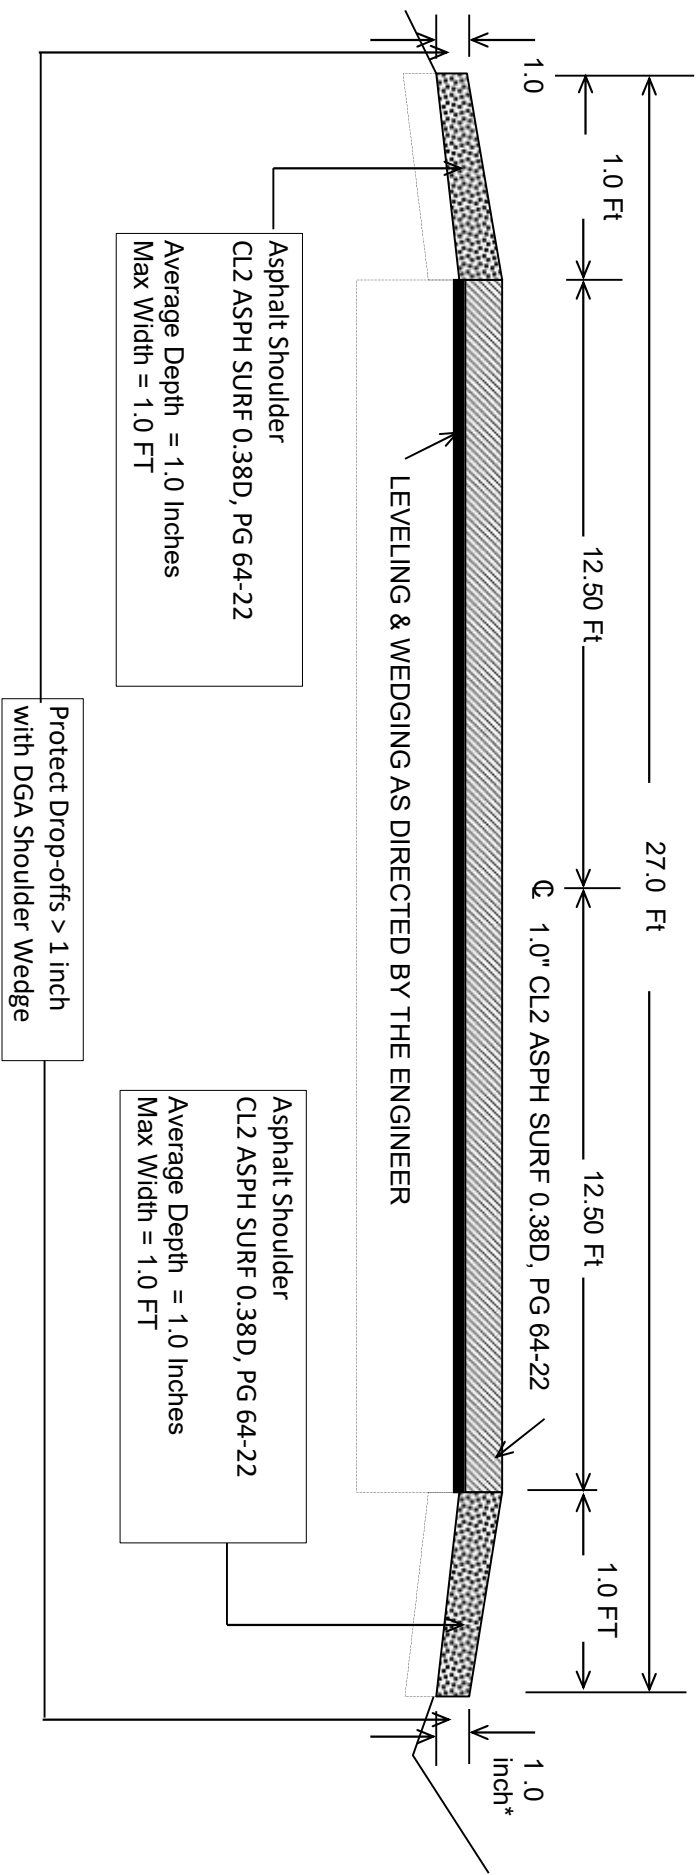 27.0 Ft
1.0 Ft
12.50 Ft
12.50 Ft
1.0 FT
1.0
℄ 1.0" CL2 ASPH SURF 0.38D, PG 64-22
1 .0
inch*
LEVELING & WEDGING AS DIRECTED BY THE ENGINEER
Asphalt Shoulder
CL2 ASPH SURF 0.38D, PG 64-22
Average Depth = 1.0 Inches
Max Width = 1.0 FT
Asphalt Shoulder
CL2 ASPH SURF 0.38D, PG 64-22
Average Depth = 1.0 Inches
Max Width = 1.0 FT
Protect Drop-offs > 1 inch
with DGA Shoulder Wedge